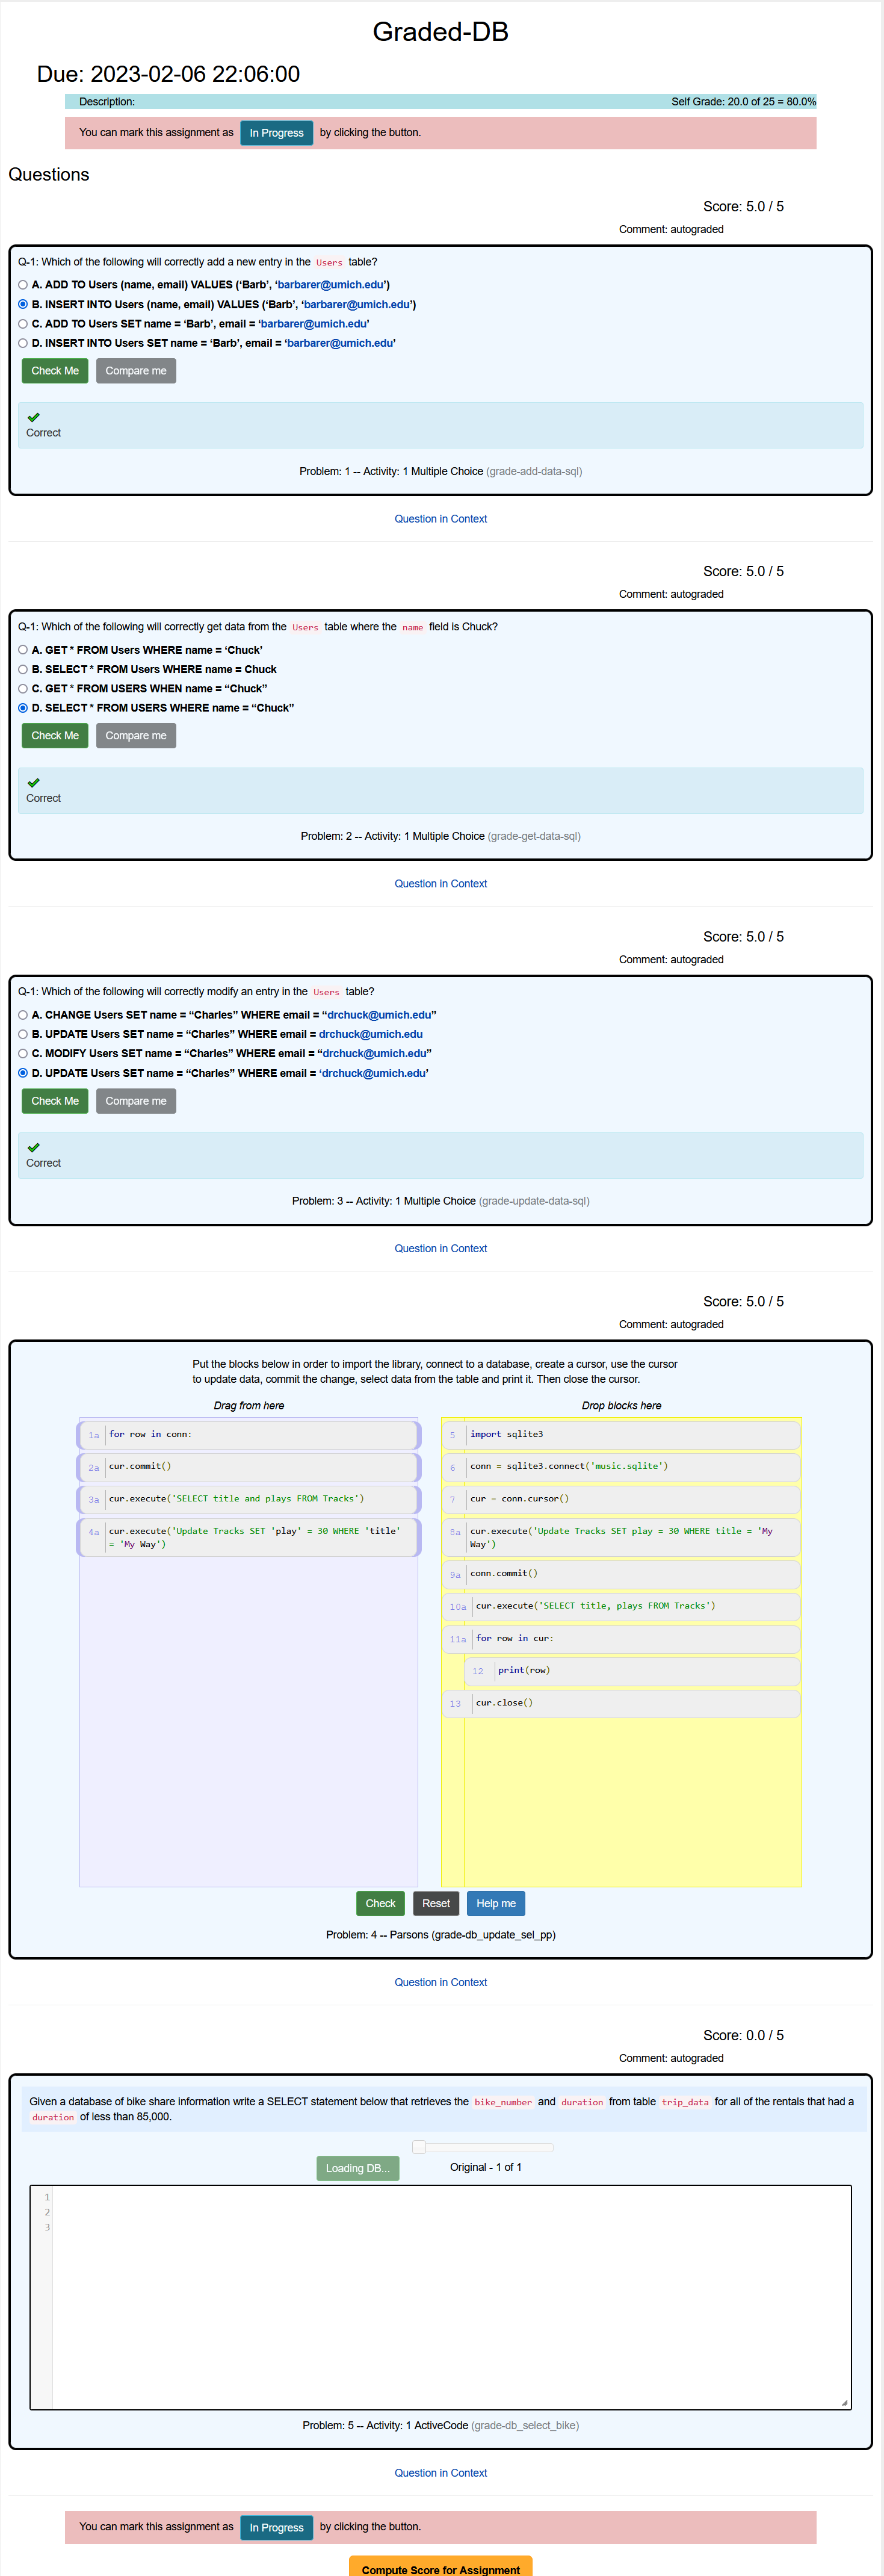 Graded-DB
Due: 2023-02-06 22:06:00
Description: Self Grade: 20.0 of 25 = 80.0%
You can mark this assignment as In Progress by clicking the button.
Questions
Score: 5.0 / 5
Comment: autograded
Q-1: Which of the following will correctly add a new entry in the Users table?
A. ADD TO Users (name, email) VALUES (‘Barb’, ‘barbarer@umich.edu’)
B. INSERT INTO Users (name, email) VALUES (‘Barb’, ‘barbarer@umich.edu’)
C. ADD TO Users SET name = ‘Barb’, email = ‘barbarer@umich.edu’
D. INSERT INTO Users SET name = ‘Barb’, email = ‘barbarer@umich.edu’
Check Me Compare me
Correct
Problem: 1 -- Activity: 1 Multiple Choice (grade-add-data-sql)
Question in Context
Score: 5.0 / 5
Comment: autograded
Q-1: Which of the following will correctly get data from the Users table where the name field is Chuck?
A. GET * FROM Users WHERE name = ‘Chuck’
B. SELECT * FROM Users WHERE name = Chuck
C. GET * FROM USERS WHEN name = “Chuck”
D. SELECT * FROM USERS WHERE name = “Chuck”
Check Me Compare me
Correct
Problem: 2 -- Activity: 1 Multiple Choice (grade-get-data-sql)
Question in Context
Score: 5.0 / 5
Comment: autograded
Q-1: Which of the following will correctly modify an entry in the Users table?
A. CHANGE Users SET name = “Charles” WHERE email = “drchuck@umich.edu”
B. UPDATE Users SET name = “Charles” WHERE email = drchuck@umich.edu
C. MODIFY Users SET name = “Charles” WHERE email = “drchuck@umich.edu”
D. UPDATE Users SET name = “Charles” WHERE email = ‘drchuck@umich.edu’
Check Me Compare me
Correct
Problem: 3 -- Activity: 1 Multiple Choice (grade-update-data-sql)
Question in Context
Score: 5.0 / 5
Comment: autograded
Put the blocks below in order to import the library, connect to a database, create a cursor, use the cursor
to update data, commit the change, select data from the table and print it. Then close the cursor.
Drag from here
1a for row in conn:
2a cur.commit()
3a cur.execute('SELECT title and plays FROM Tracks')
4a cur.execute('Update Tracks SET 'play' = 30 WHERE 'title'
= 'My Way')
Drop blocks here
5 import sqlite3
6 conn = sqlite3.connect('music.sqlite')
7 cur = conn.cursor()
8a cur.execute('Update Tracks SET play = 30 WHERE title = 'My
Way')
9a conn.commit()
10a cur.execute('SELECT title, plays FROM Tracks')
11a for row in cur:
12 print(row)
13 cur.close()
Check Reset Help me
Problem: 4 -- Parsons (grade-db_update_sel_pp)
Question in Context
Score: 0.0 / 5
Comment: autograded
Given a database of bike share information write a SELECT statement below that retrieves the bike_number and duration from table trip_data for all of the rentals that had a
duration of less than 85,000.
Loading DB... Original - 1 of 1
1
2
3
Problem: 5 -- Activity: 1 ActiveCode (grade-db_select_bike)
Question in Context
You can mark this assignment as In Progress by clicking the button.
Compute Score for Assignment